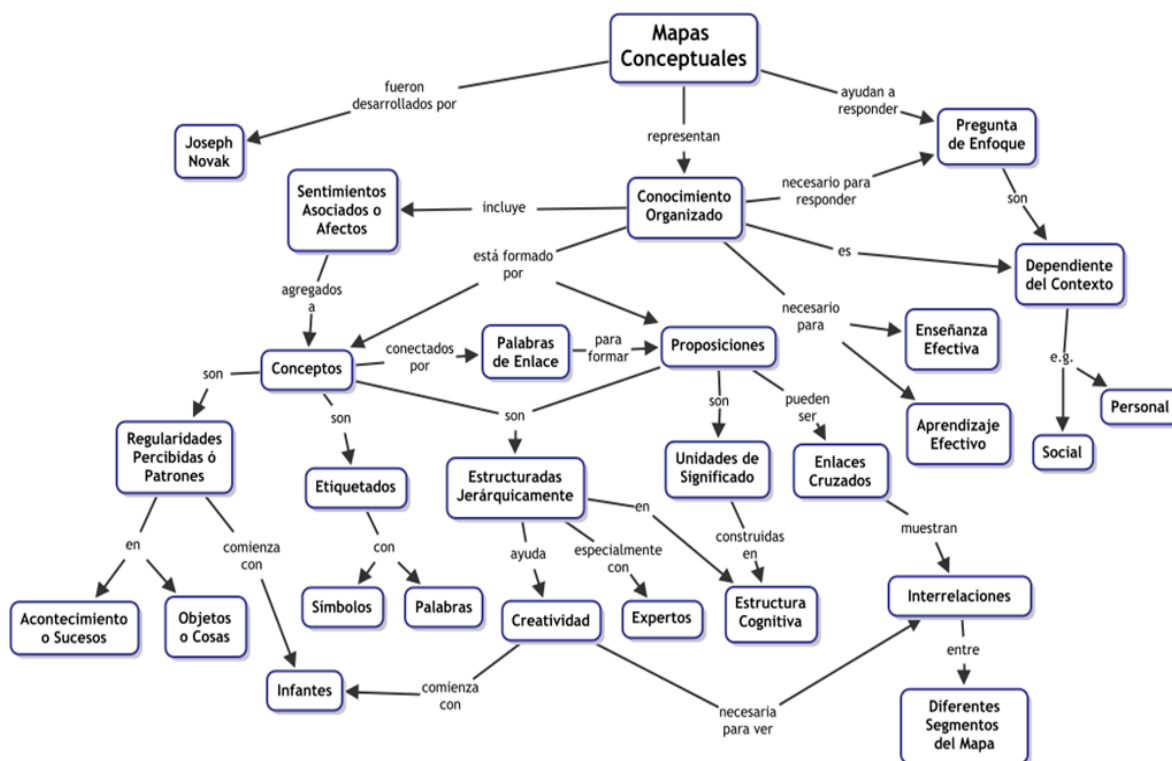 Mapas
Conceptuales
fueron
desarrollados por
ayudan a
responder
representan
Joseph
Novak
Pregunta
de Enfoque
Sentimientos
Asociados o
Afectos
incluye
Conocimiento
Organizado
necesario para
responder
son
está formado
por
es
Dependiente
del Contexto
agregados
a
necesario
para
Enseñanza
Efectiva
Conceptos
conectados
por
Palabras
de Enlace
para
formar
Proposiciones
e.g.
son
son
son
son
pueden
ser
Aprendizaje
Efectivo
Personal
Social
Regularidades
Percibidas ó
Patrones
Etiquetados
Estructuradas
Jerárquicamente
Unidades de
Significado
Enlaces
Cruzados
en
en
comienza
con
con
ayuda
especialmente
con
construidas
en
muestran
Acontecimiento
o Sucesos
Objetos
o Cosas
Símbolos
Palabras
Creatividad
Expertos
Estructura
Cognitiva
Interrelaciones
Infantes
comienza
con
necesaria
para ver
entre
Diferentes
Segmentos
del Mapa